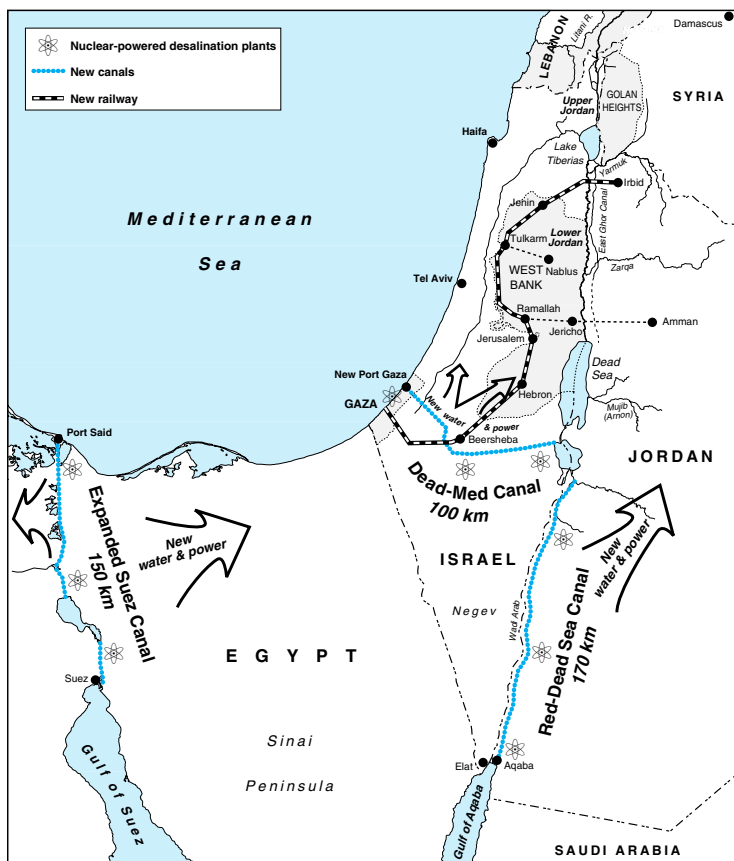 Nuclear-powered desalination plants
New canals
New railway
Damascus
LEBANON
Litani R.
GOLAN
HEIGHTS
SYRIA
Upper
Jordan
Haifa
Lake
Tiberias
Yarmuk
Irbid
Mediterranean
Sea
Jehin
East Ghor Canal
Tulkarm
Lower
Jordan
WEST
BANK
Nablus
Zarqa
Tel Aviv
Ramallah
Jericho
Amman
Jerusalem
Dead
Sea
New Port Gaza
Hebron
GAZA
New water
& power
Mujib
(Arnon)
Port Said
Beersheba
JORDAN
Dead-Med Canal
100 km
Expanded Suez Canal
150 km
New
water & power
New
water & power
ISRAEL
Negev
Wadi Arab
Red-Dead Sea Canal
170 km
EGYPT
Suez
Sinai
Peninsula
Elat
Aqaba
Gulf of Suez
Gulf of Aqaba
SAUDI ARABIA